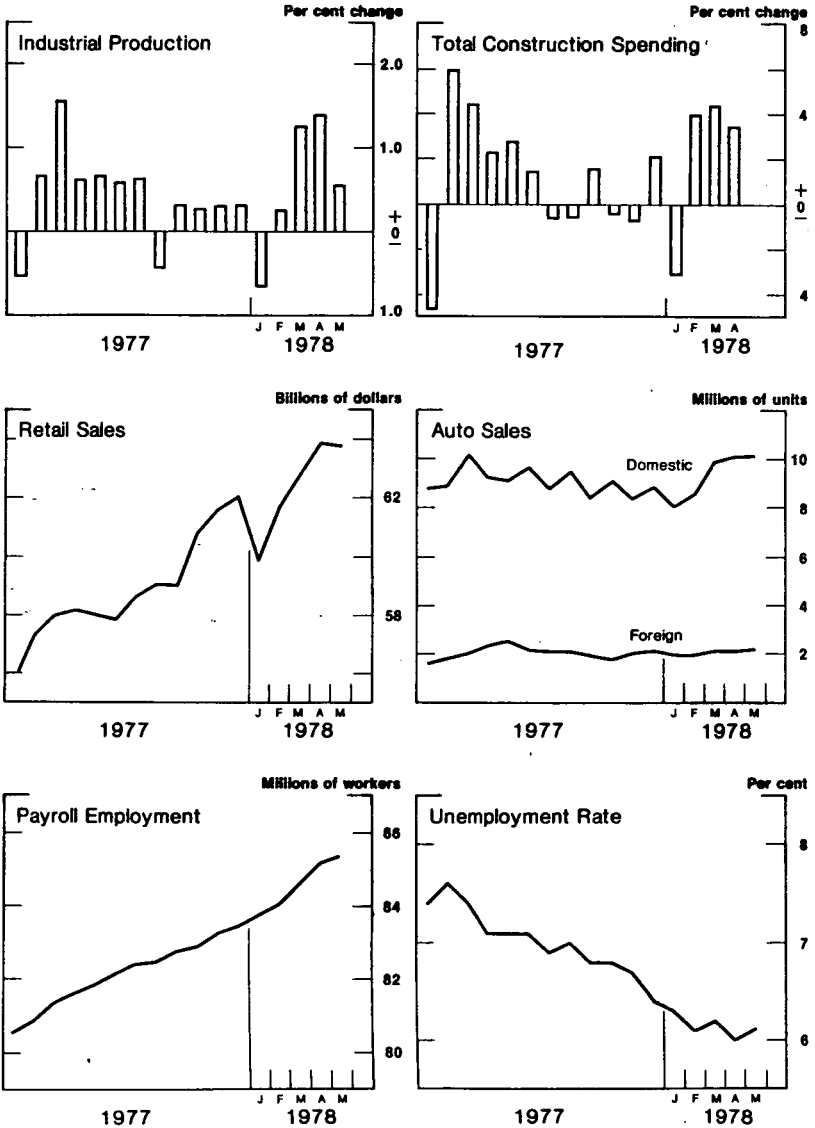 Per cent change
Industrial Production
2.0
1.0
+
0
–
1.0
J F M A M
1977 1978
Per cent change
Total Construction Spending
8
4
+
0
–
4
J F M A
1977 1978
Billions of dollars
Retail Sales
62
58
J F M A M
1977 1978
Millions of units
Auto Sales
Domestic
10
8
6
4
Foreign
2
J F M A M
1977 1978
Millions of workers
Payroll Employment
86
84
82
80
J F M A M
1977 1978
Per cent
Unemployment Rate
8
7
6
J F M A M
1977 1978